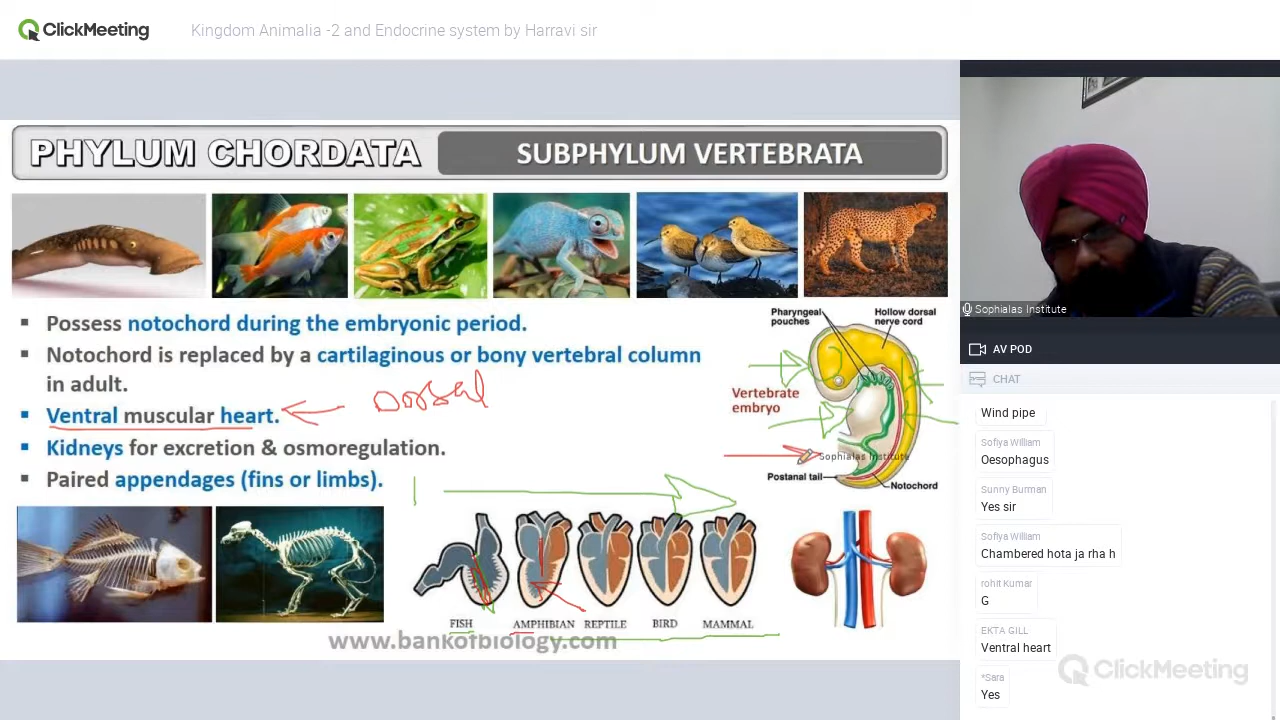 ClickMeeting
Kingdom Animalia -2 and Endocrine system by Harravi sir
PHYLUM CHORDATA
SUBPHYLUM VERTEBRATA
▪ Possess notochord during the embryonic period.
▪ Notochord is replaced by a cartilaginous or bony vertebral column
in adult.
▪ Ventral muscular heart.
Dorsal
▪ Kidneys for excretion & osmoregulation.
▪ Paired appendages (fins or limbs).
Pharyngeal
pouches
Hollow dorsal
nerve cord
Vertebrate
embryo
Sophialas Institute
Postanal tail
Notochord
FISH
AMPHIBIAN
REPTILE
BIRD
MAMMAL
www.bankofbiology.com
Sophialas Institute
AV POD
CHAT
Wind pipe
Sofiya William
Oesophagus
Sunny Burman
Yes sir
Sofiya William
Chambered hota ja rha h
rohit Kumar
G
EKTA GILL
Ventral heart
*Sara
Yes
ClickMeeting